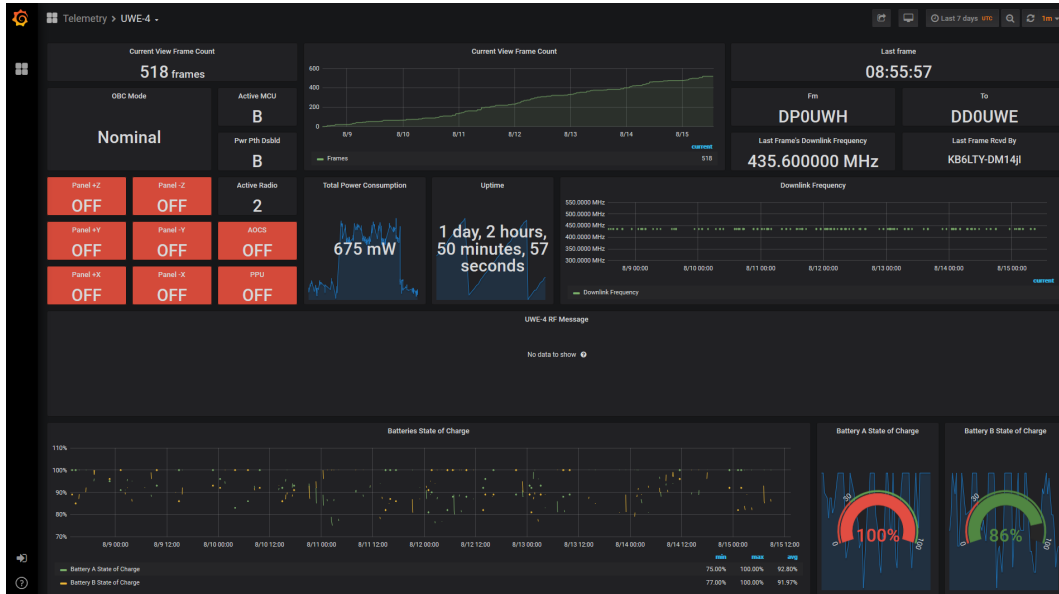 Telemetry > UWE-4
Last 7 days UTC
1m
Current View Frame Count
518 frames
Current View Frame Count
600
400
200
0
8/9 8/10 8/11 8/12 8/13 8/14 8/15
current
Frames 518
Last frame
08:55:57
OBC Mode
Nominal
Active MCU
B
Pwr Pth Dsbld
B
Fm
DP0UWH
To
DD0UWE
Last Frame's Downlink Frequency
435.600000 MHz
Last Frame Rcvd By
KB6LTY-DM14jl
Panel +Z
OFF
Panel -Z
OFF
Active Radio
2
Panel +Y
OFF
Panel -Y
OFF
AOCS
OFF
Panel +X
OFF
Panel -X
OFF
PPU
OFF
Total Power Consumption
675 mW
Uptime
1 day, 2 hours,
50 minutes, 57
seconds
Downlink Frequency
550.0000 MHz
500.0000 MHz
450.0000 MHz
400.0000 MHz
350.0000 MHz
300.0000 MHz
8/9 00:00 8/10 00:00 8/11 00:00 8/12 00:00 8/13 00:00 8/14 00:00 8/15 00:00
current
Downlink Frequency
UWE-4 RF Message
No data to show
Batteries State of Charge
110%
100%
90%
80%
70%
8/9 00:00 8/9 12:00 8/10 00:00 8/10 12:00 8/11 00:00 8/11 12:00 8/12 00:00 8/12 12:00 8/13 00:00 8/13 12:00 8/14 00:00 8/14 12:00 8/15 00:00 8/15 12:00
min max avg
Battery A State of Charge 75.00% 100.00% 92.80%
Battery B State of Charge 77.00% 100.00% 91.97%
Battery A State of Charge
0
30
100
100%
Battery B State of Charge
0
30
100
86%